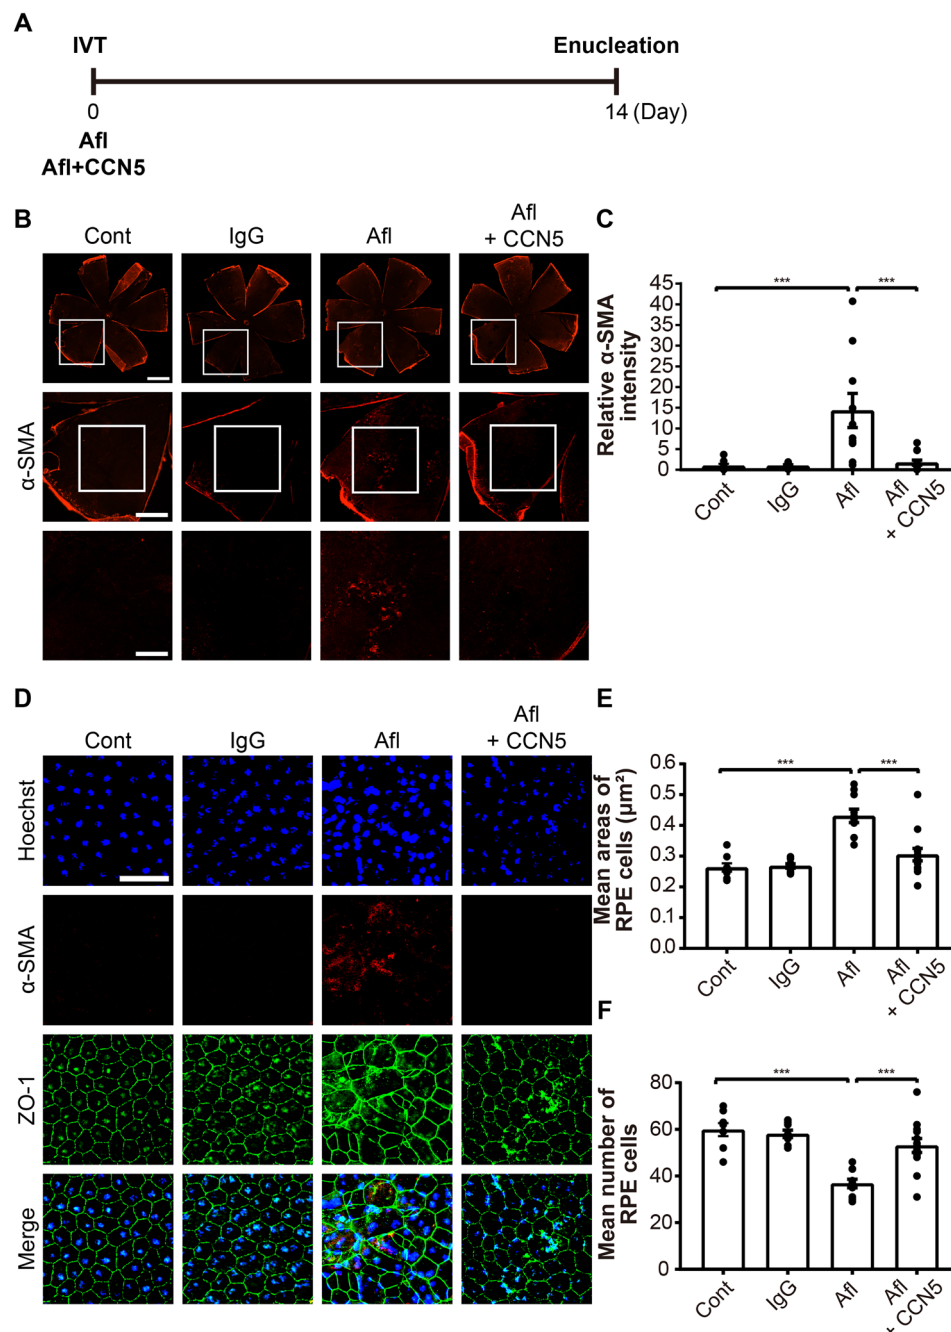 A
IVT
Enucleation
0
14 (Day)
Afl
Afl+CCN5
B
Cont
IgG
Afl
Afl
+ CCN5
α-SMA
C
Relative α-SMA
intensity
45
40
35
30
25
20
15
10
5
0
***
***
Cont
IgG
Afl
Afl
+ CCN5
D
Cont
IgG
Afl
Afl
+ CCN5
Hoechst
α-SMA
ZO-1
Merge
E
Mean areas of
RPE cells (μm²)
0.6
0.5
0.4
0.3
0.2
0.1
0.0
***
***
Cont
IgG
Afl
Afl
+ CCN5
F
Mean number of
RPE cells
80
60
40
20
0
***
***
Cont
IgG
Afl
Afl
+ CCN5